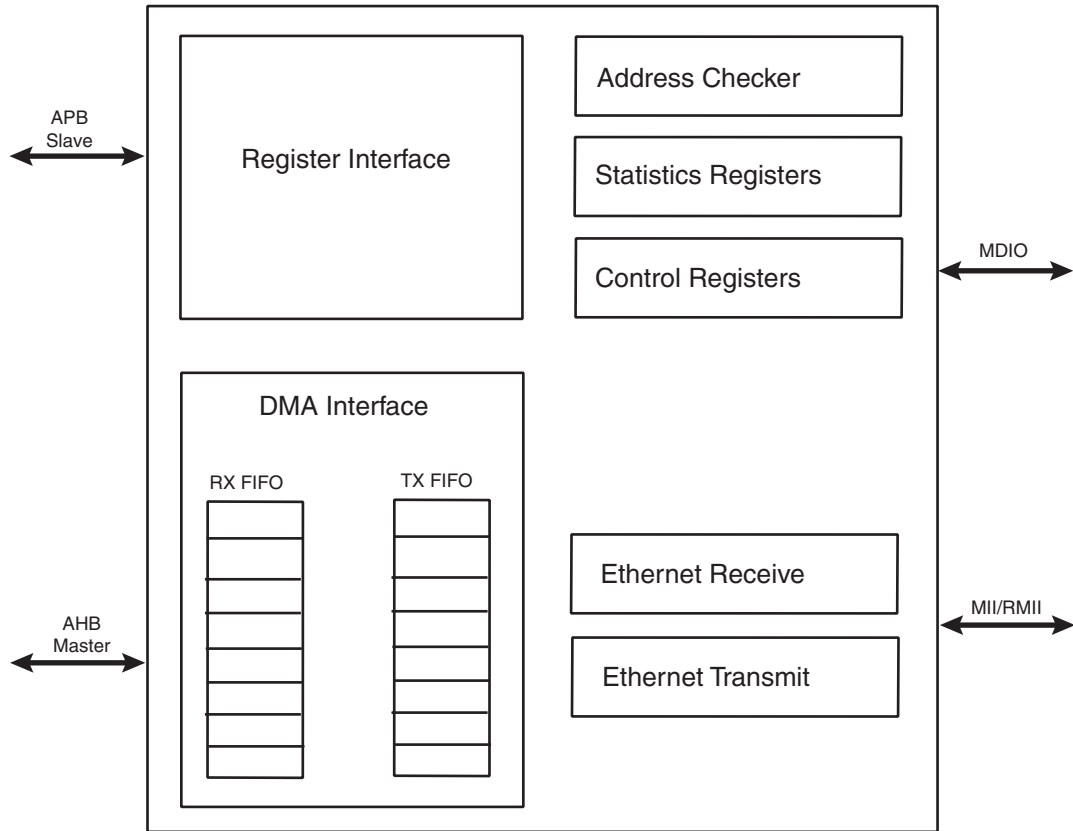 APB
Slave
Register Interface
Address Checker
Statistics Registers
Control Registers
MDIO
DMA Interface
RX FIFO
TX FIFO
AHB
Master
Ethernet Receive
Ethernet Transmit
MII/RMII